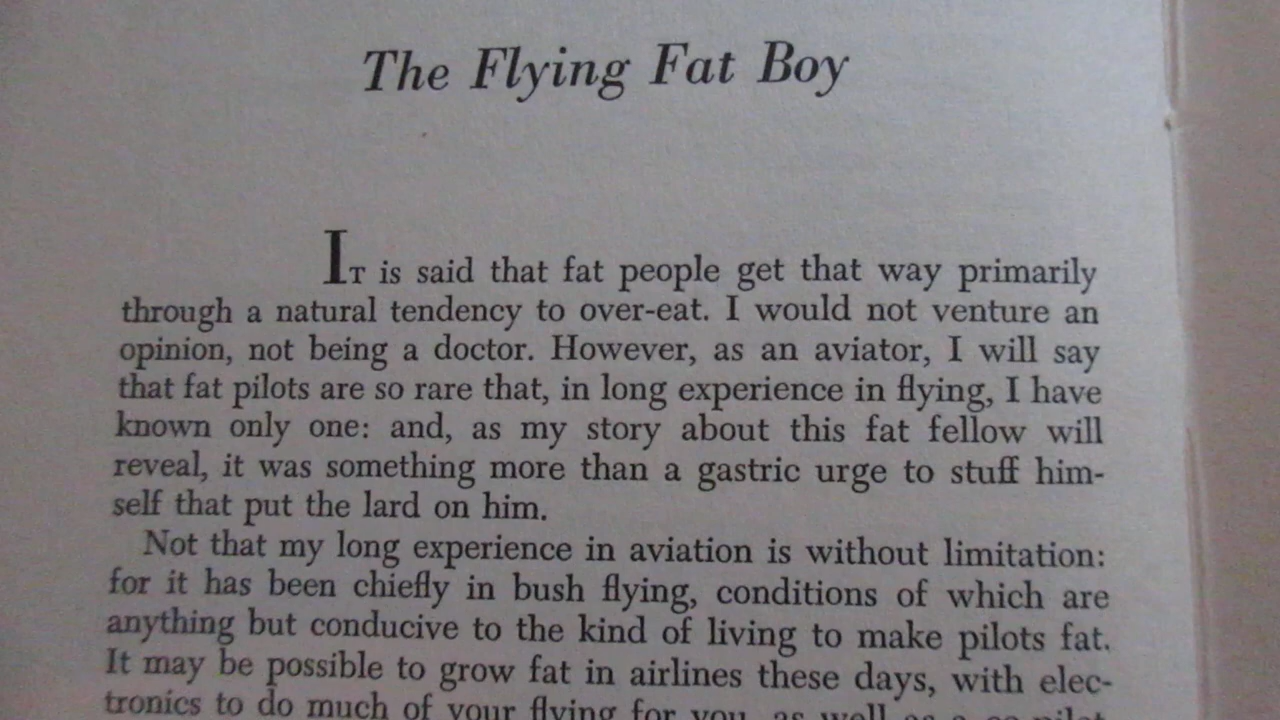 The Flying Fat Boy
IT is said that fat people get that way primarily
through a natural tendency to over-eat. I would not venture an
opinion, not being a doctor. However, as an aviator, I will say
that fat pilots are so rare that, in long experience in flying, I have
known only one: and, as my story about this fat fellow will
reveal, it was something more than a gastric urge to stuff him-
self that put the lard on him.
Not that my long experience in aviation is without limitation:
for it has been chiefly in bush flying, conditions of which are
anything but conducive to the kind of living to make pilots fat.
It may be possible to grow fat in airlines these days, with elec-
tronics to do much of your flying for you, as well as a co-pilot